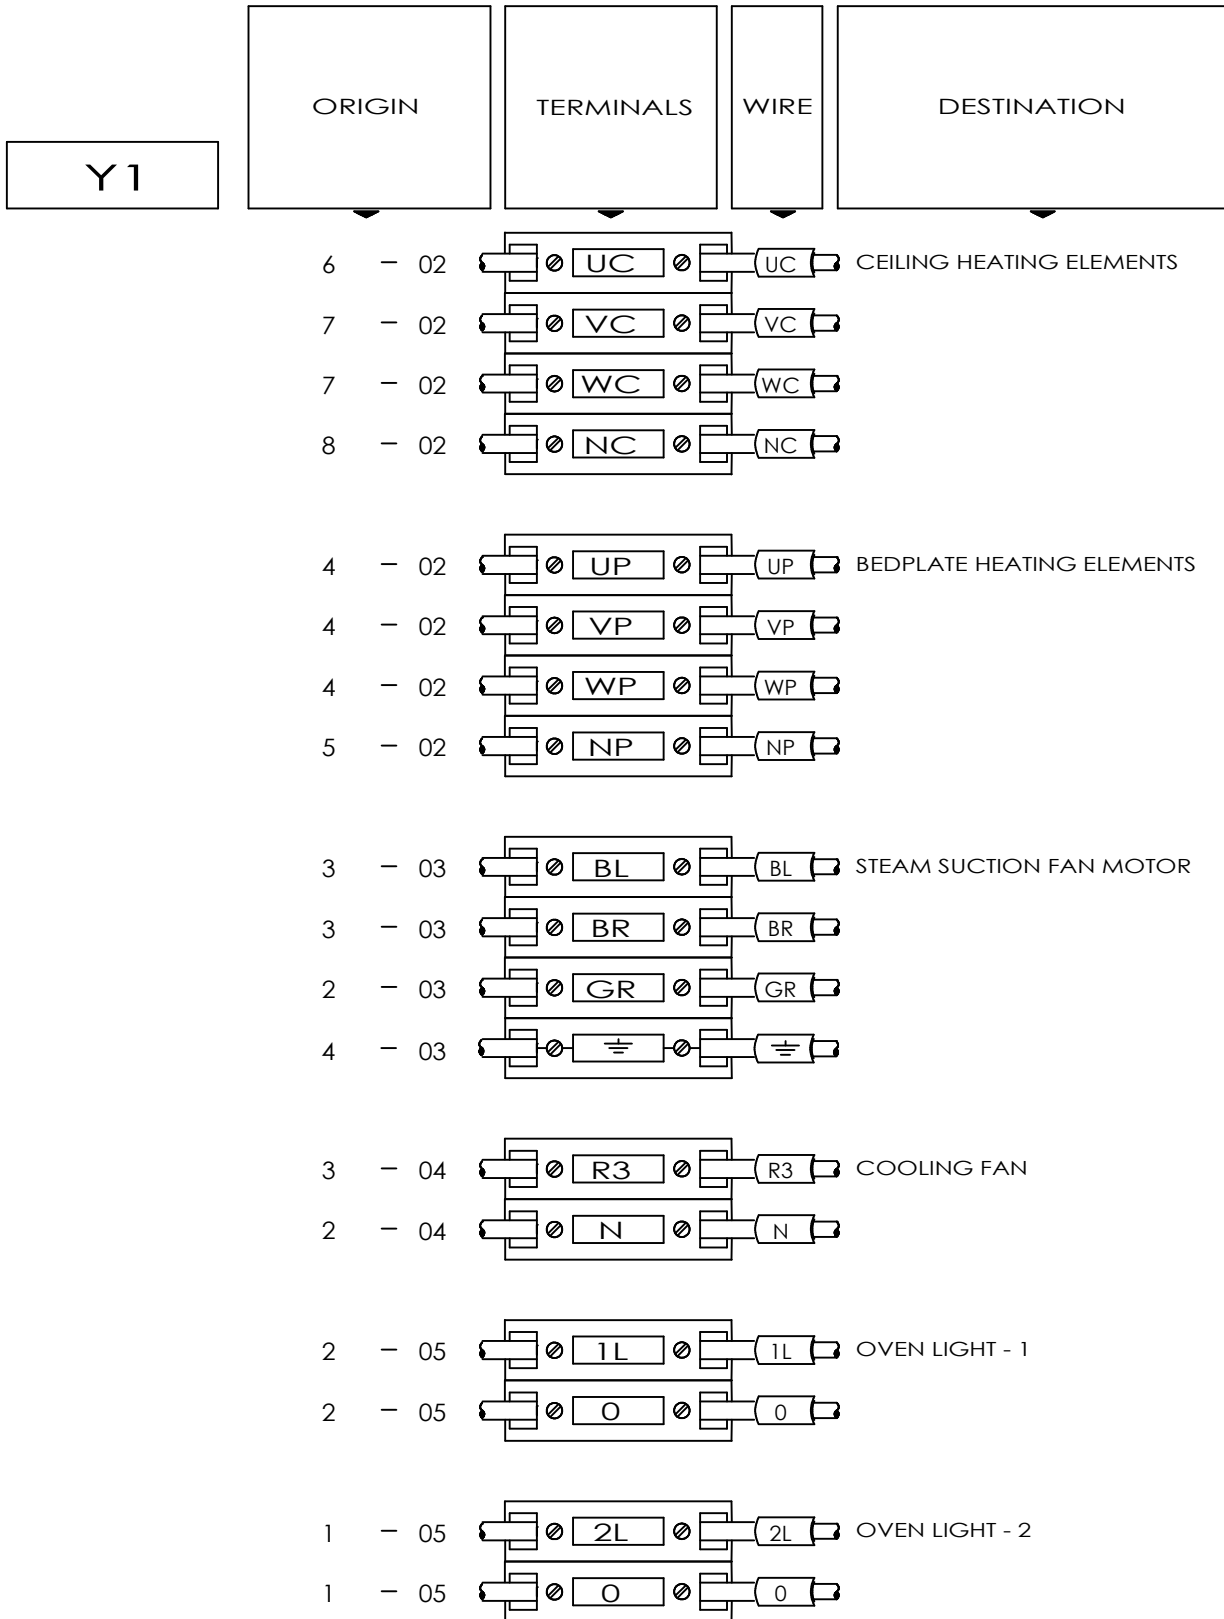 ORIGIN TERMINALS WIRE DESTINATION
Y1
6 - 02 UC UC CEILING HEATING ELEMENTS
7 - 02 VC VC
7 - 02 WC WC
8 - 02 NC NC
4 - 02 UP UP BEDPLATE HEATING ELEMENTS
4 - 02 VP VP
4 - 02 WP WP
5 - 02 NP NP
3 - 03 BL BL STEAM SUCTION FAN MOTOR
3 - 03 BR BR
2 - 03 GR GR
4 - 03
3 - 04 R3 R3 COOLING FAN
2 - 04 N N
2 - 05 1L 1L OVEN LIGHT - 1
2 - 05 0 0
1 - 05 2L 2L OVEN LIGHT - 2
1 - 05 0 0